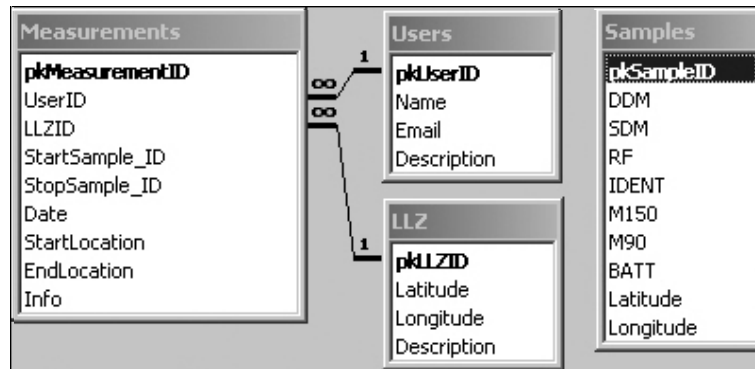 Measurements
pkMeasurementID
UserID
LLZID
StartSample_ID
StopSample_ID
Date
StartLocation
EndLocation
Info
∞
∞
1
1
Users
pkUserID
Name
Email
Description
LLZ
pkLLZID
Latitude
Longitude
Description
Samples
pkSampleID
DDM
SDM
RF
IDENT
M150
M90
BATT
Latitude
Longitude